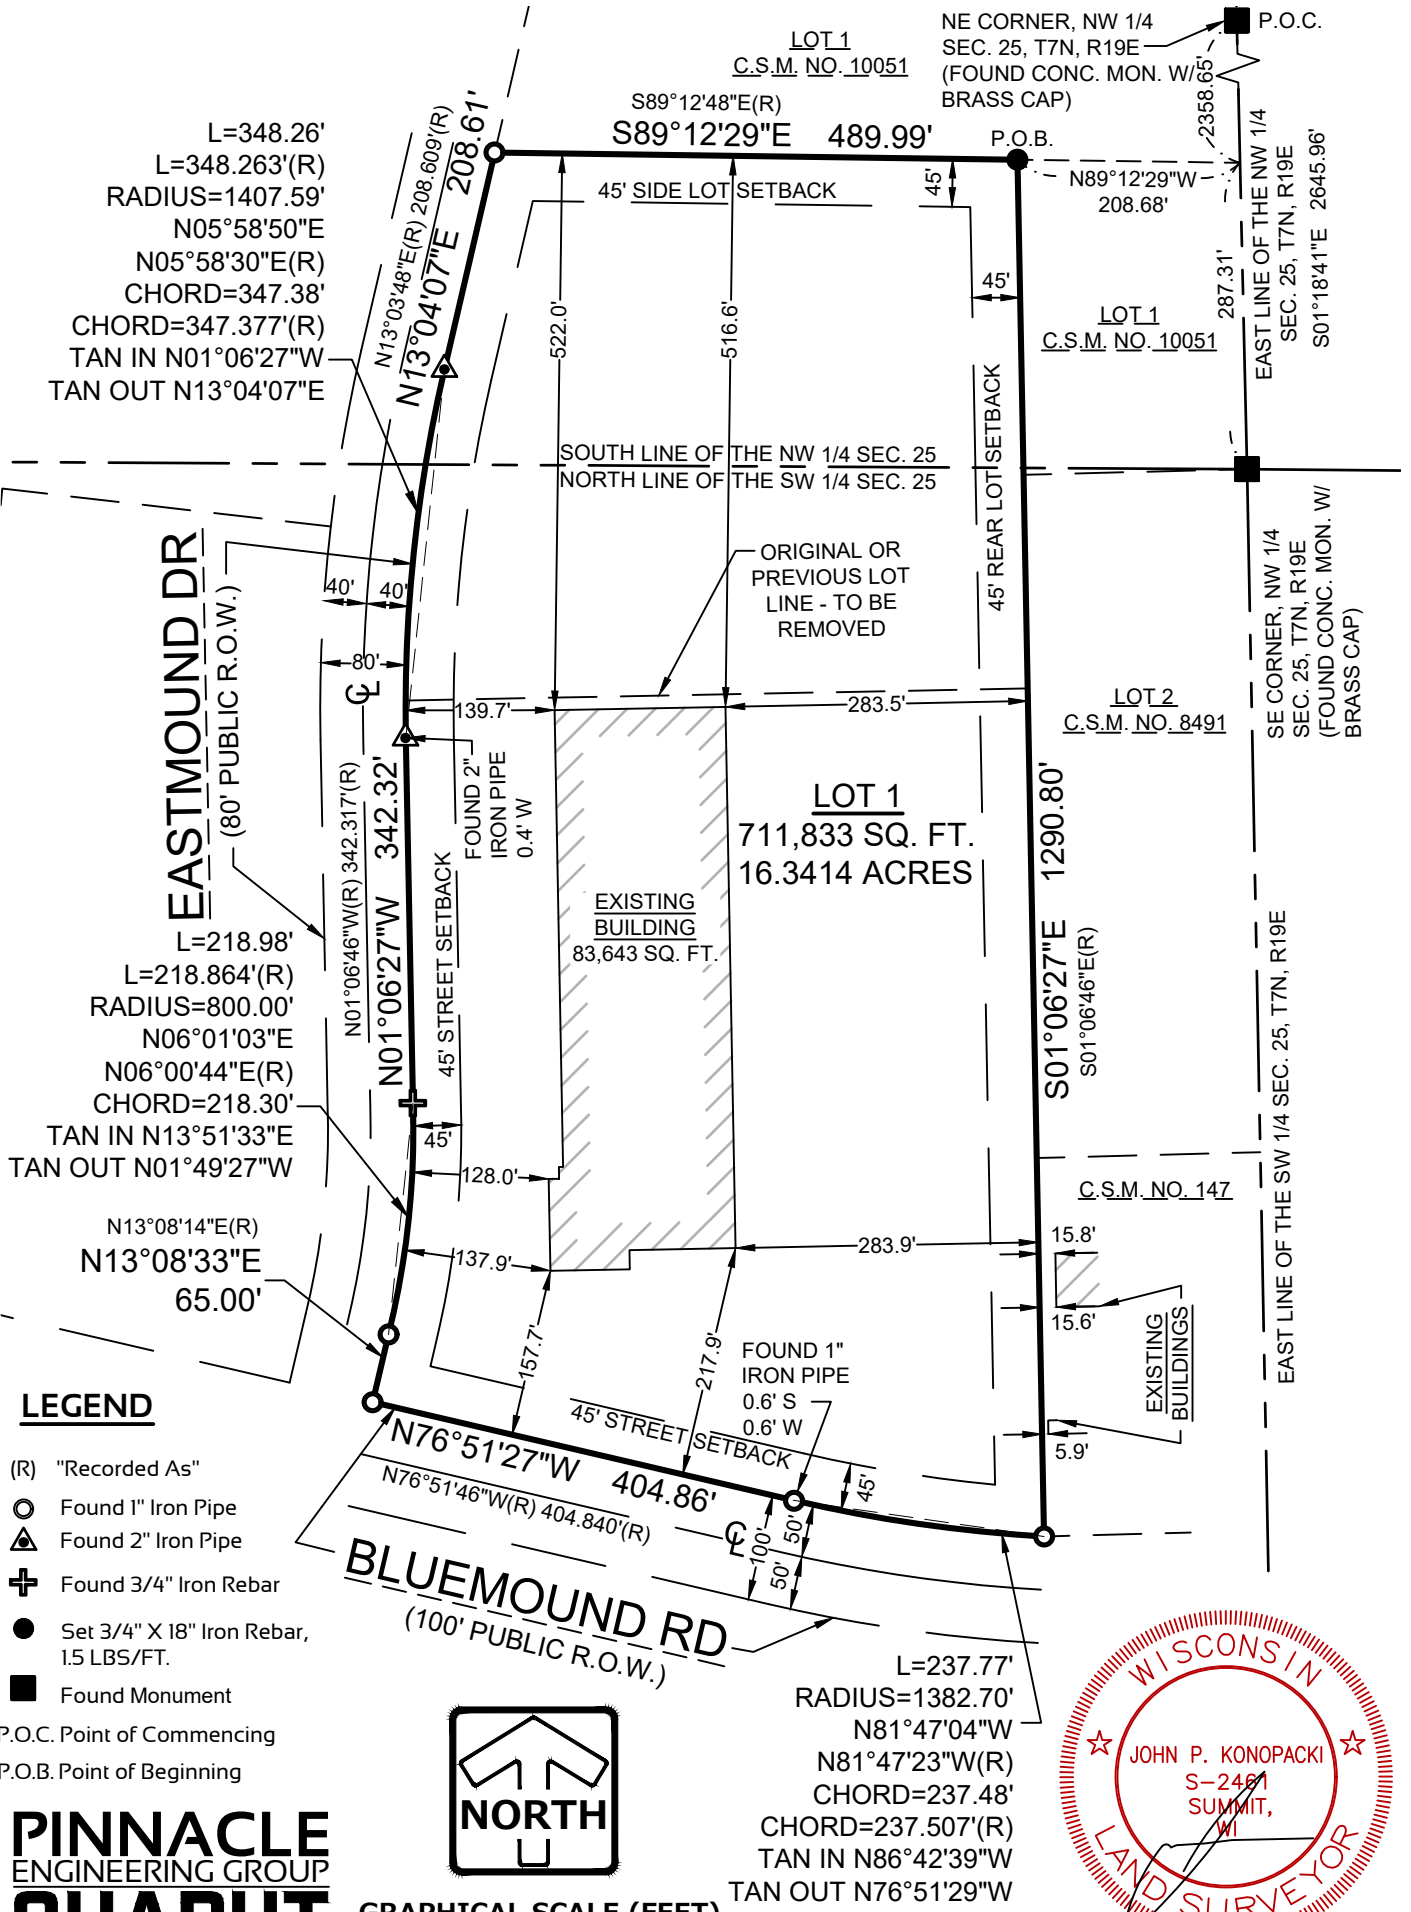 LOT 1
C.S.M. NO. 10051
NE CORNER, NW 1/4
SEC. 25, T7N, R19E
(FOUND CONC. MON. W/
BRASS CAP)
P.O.C.
2358.65'
S89°12'48"E(R)
S89°12'29"E 489.99'
P.O.B.
N89°12'29"W
208.68'
287.31'
EAST LINE OF THE NW 1/4
SEC. 25, T7N, R19E
S01°18'41"E 2645.96'
L=348.26'
L=348.263'(R)
RADIUS=1407.59'
N05°58'50"E
N05°58'30"E(R)
CHORD=347.38'
CHORD=347.377'(R)
TAN IN N01°06'27"W
TAN OUT N13°04'07"E
N13°03'48"E(R) 208.609'(R)
N13°04'07"E 208.61'
45' SIDE LOT SETBACK
45'
45'
522.0'
516.6'
LOT 1
C.S.M. NO. 10051
45' REAR LOT SETBACK
SOUTH LINE OF THE NW 1/4 SEC. 25
NORTH LINE OF THE SW 1/4 SEC. 25
ORIGINAL OR
PREVIOUS LOT
LINE - TO BE
REMOVED
SE CORNER, NW 1/4
SEC. 25, T7N, R19E
(FOUND CONC. MON. W/
BRASS CAP)
EASTMOUND DR
(80' PUBLIC R.O.W.)
40'
40'
80'
CL
139.7'
283.5'
LOT 2
C.S.M. NO. 8491
FOUND 2"
IRON PIPE
0.4' W
N01°06'46"W(R) 342.317'(R)
N01°06'27"W 342.32'
45' STREET SETBACK
LOT 1
711,833 SQ. FT.
16.3414 ACRES
EXISTING
BUILDING
83,643 SQ. FT.
S01°06'27"E 1290.80'
S01°06'46"E(R)
EAST LINE OF THE SW 1/4 SEC. 25, T7N, R19E
L=218.98'
L=218.864'(R)
RADIUS=800.00'
N06°01'03"E
N06°00'44"E(R)
CHORD=218.30'
TAN IN N13°51'33"E
TAN OUT N01°49'27"W
45'
128.0'
137.9'
283.9'
C.S.M. NO. 147
15.8'
15.6'
EXISTING
BUILDINGS
5.9'
N13°08'14"E(R)
N13°08'33"E
65.00'
157.7'
217.9'
FOUND 1"
IRON PIPE
0.6' S
0.6' W
45' STREET SETBACK
45'
N76°51'27"W 404.86'
N76°51'46"W(R) 404.840'(R)
CL
100'
50'
50'
BLUEMOUND RD
(100' PUBLIC R.O.W.)
LEGEND
(R) "Recorded As"
Found 1" Iron Pipe
Found 2" Iron Pipe
Found 3/4" Iron Rebar
Set 3/4" X 18" Iron Rebar,
1.5 LBS/FT.
Found Monument
P.O.C. Point of Commencing
P.O.B. Point of Beginning
L=237.77'
RADIUS=1382.70'
N81°47'04"W
N81°47'23"W(R)
CHORD=237.48'
CHORD=237.507'(R)
TAN IN N86°42'39"W
TAN OUT N76°51'29"W
NORTH
PINNACLE
ENGINEERING GROUP
CHAPUT
GRAPHICAL SCALE (FEET)
WISCONSIN
JOHN P. KONOPACKI
S-2461
SUMMIT,
WI
LAND SURVEYOR